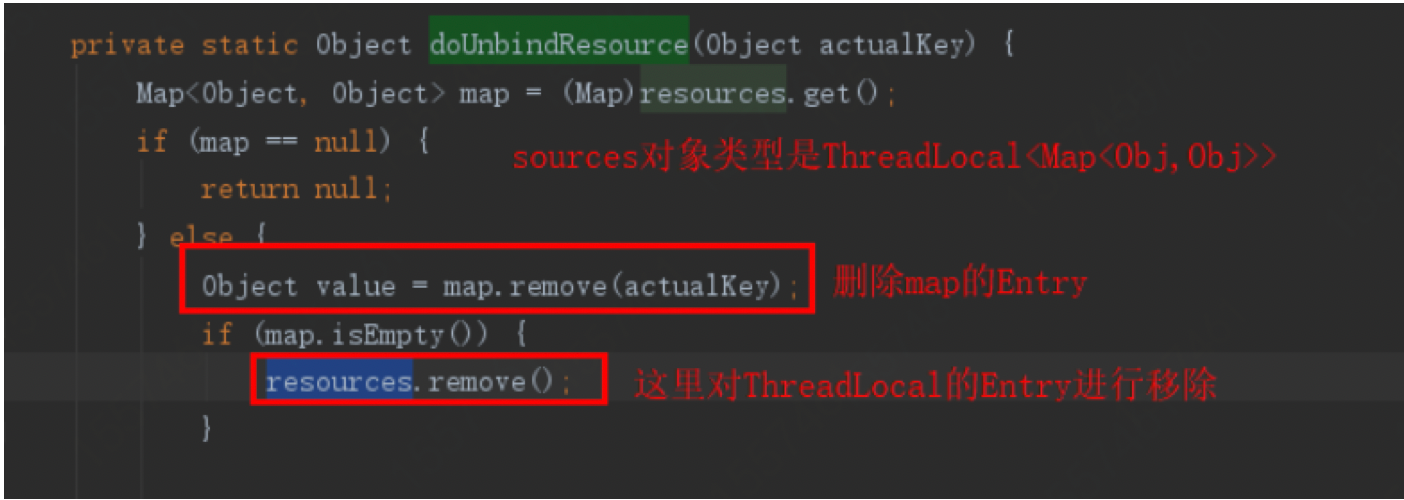 private static Object doUnbindResource(Object actualKey) {
Map<Object, Object> map = (Map)resources.get();
if (map == null) {
sources对象类型是ThreadLocal<Map<Obj,Obj>>
return null;
} else {
Object value = map.remove(actualKey);
删除map的Entry
if (map.isEmpty()) {
resources.remove();
这里对ThreadLocal的Entry进行移除
}